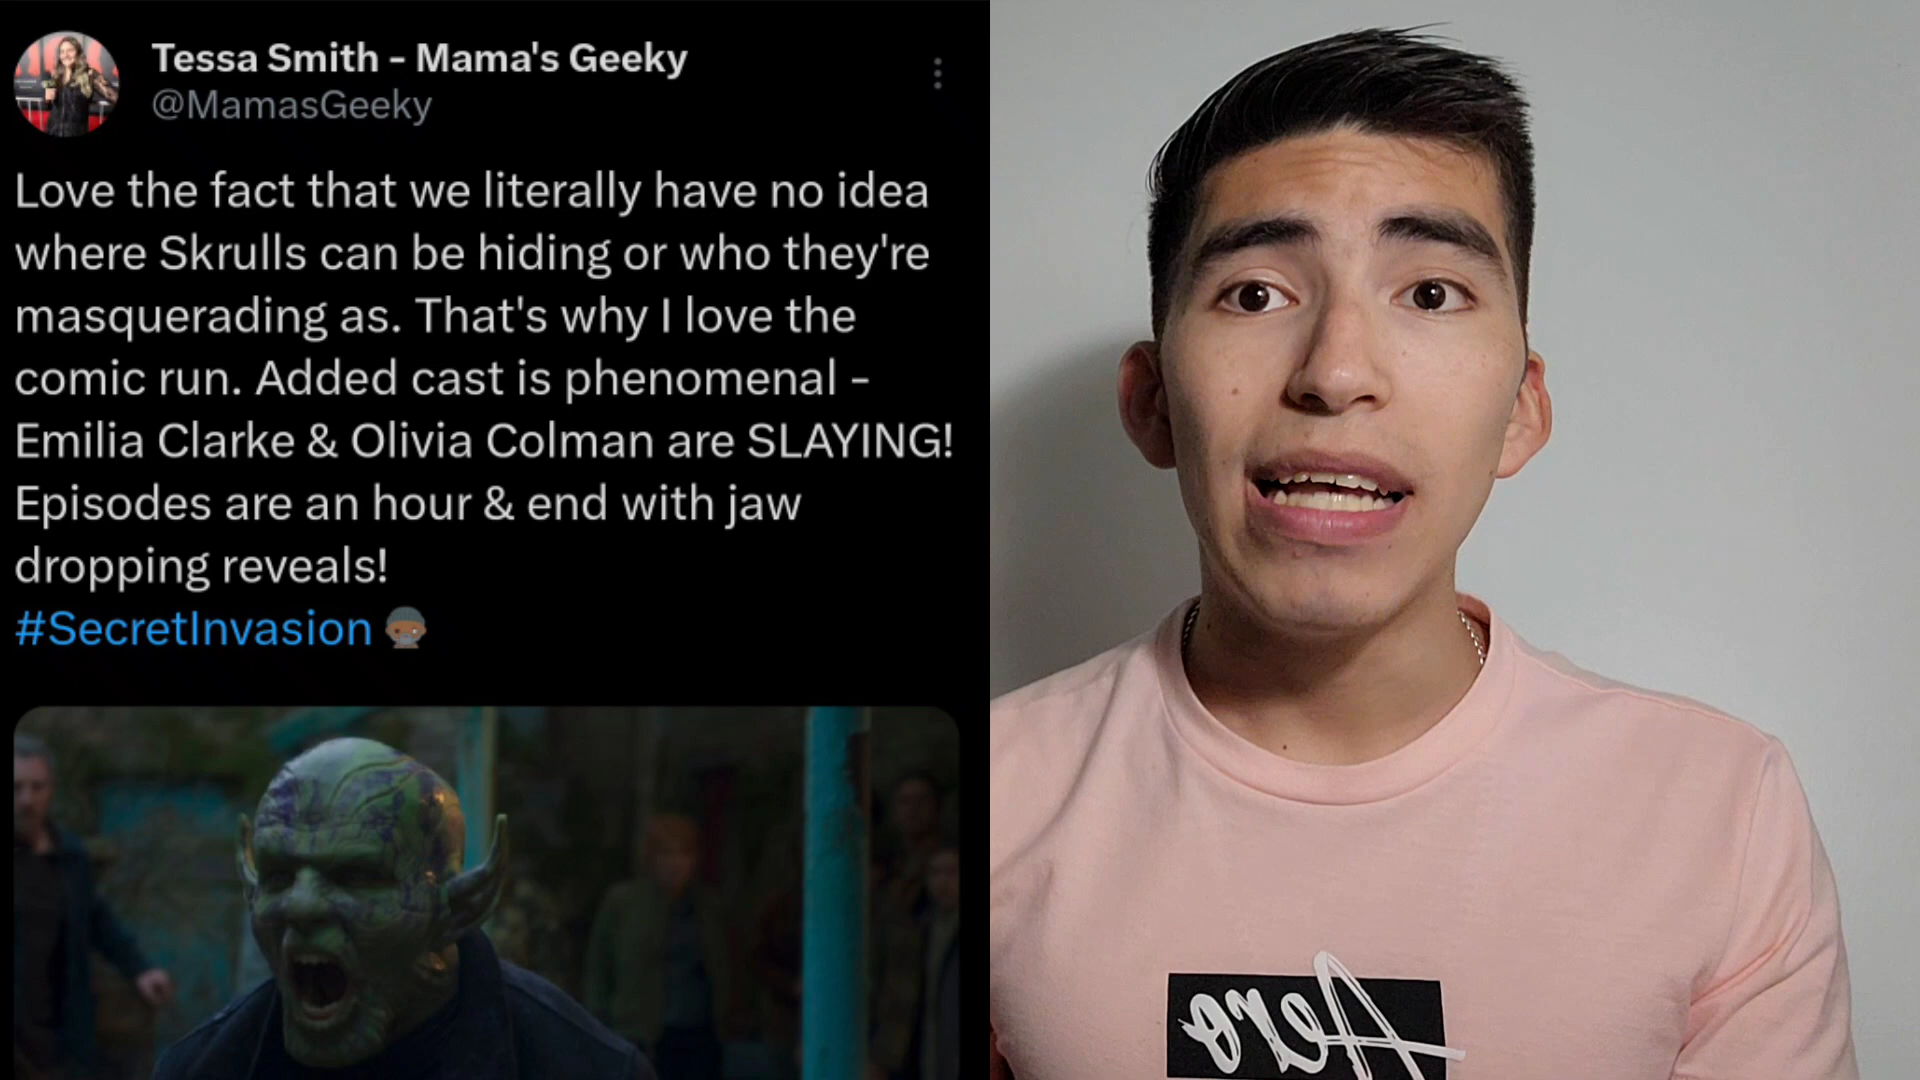 Tessa Smith - Mama's Geeky
@MamasGeeky
Love the fact that we literally have no idea
where Skrulls can be hiding or who they're
masquerading as. That's why I love the
comic run. Added cast is phenomenal -
Emilia Clarke & Olivia Colman are SLAYING!
Episodes are an hour & end with jaw
dropping reveals!
#SecretInvasion
Aero